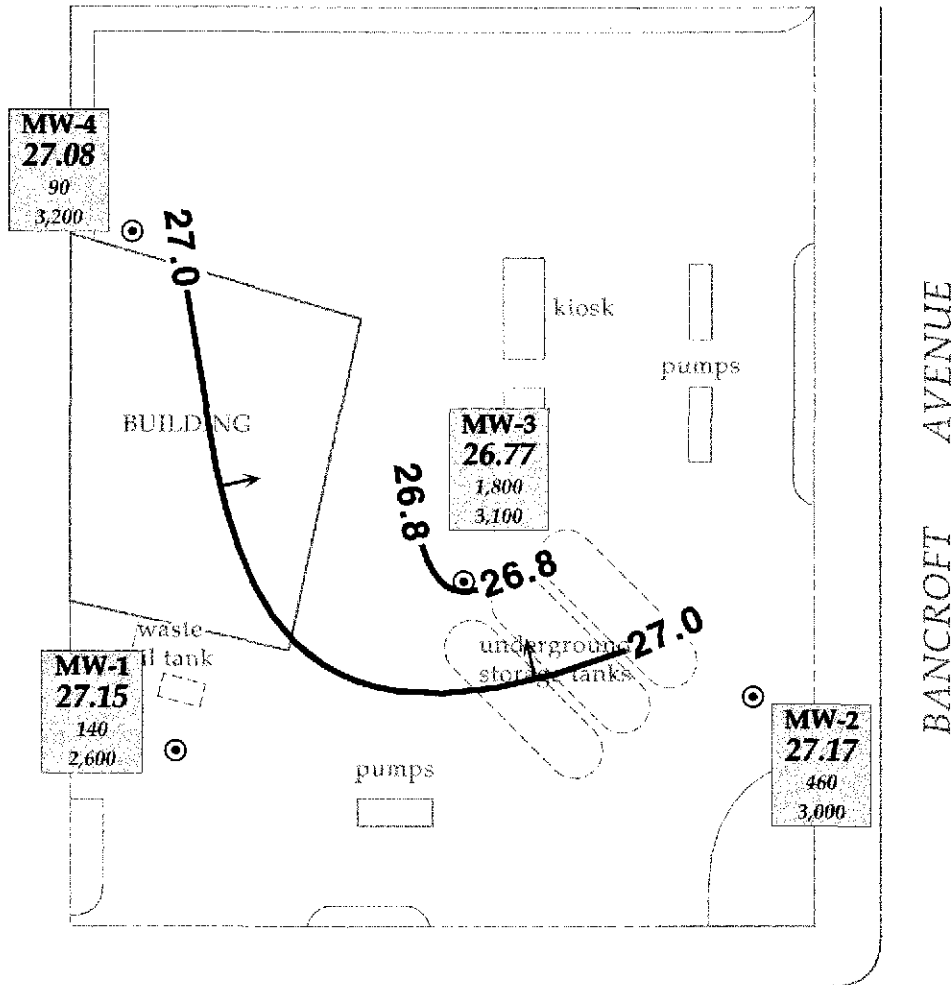 MW-4
27.08
90
3,200
27.0
kiosk
pumps
BUILDING
MW-3
26.77
1,800
3,100
26.8
26.8
27.0
waste
tank
underground
storage tanks
MW-1
27.15
140
2,600
pumps
MW-2
27.17
460
3,000
BANCROFT AVENUE